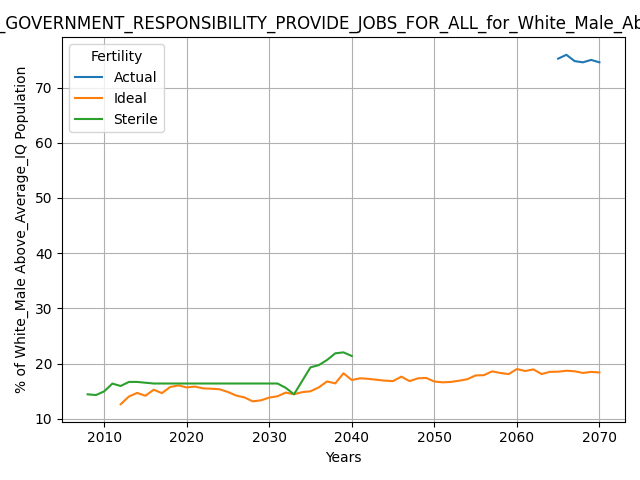 _GOVERNMENT_RESPONSIBILITY_PROVIDE_JOBS_FOR_ALL_for_White_Male_Ab
Fertility
Actual
Ideal
Sterile
% of White_Male Above_Average_IQ Population
70
60
50
40
30
20
10
2010 2020 2030 2040 2050 2060 2070
Years